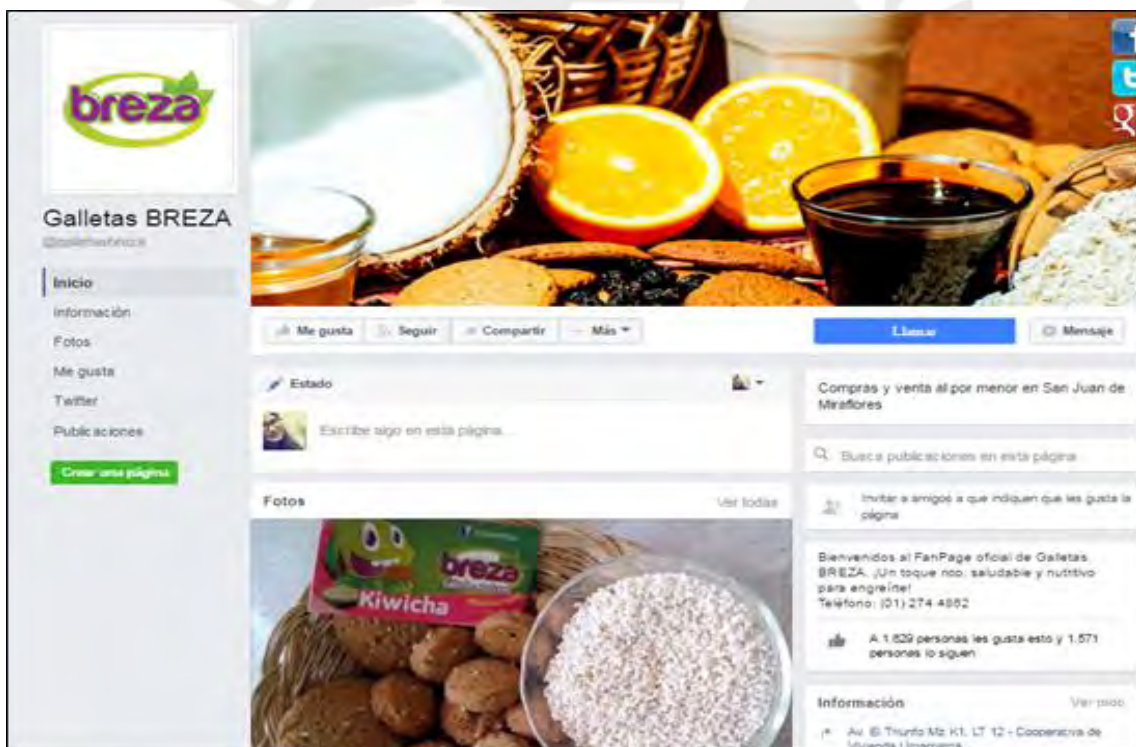 breza
Galletas BREZA
Inicio
Información
Fotos
Me gusta
Twitter
Publicaciones
Crear una página
Me gusta
Seguir
Compartir
Más
Llamar
Mensaje
Estado
Escribe algo en esta página...
Fotos
Ver todas
breza
Kiwicha
Compras y venta al por menor en San Juan de
Miraflores
Busca publicaciones en esta página
Invitar a amigos a que indiquen que les gusta la
página
Bienvenidos al FanPage oficial de Galletas
BREZA. ¡Un toque rico, saludable y nutritivo
para engreírte!
Teléfono: (01) 274 4862
A 1.629 personas les gusta esto y 1.571
personas lo siguen
Información
Av. El Triunfo Mz K1, LT 12 - Cooperativa de
Vivienda